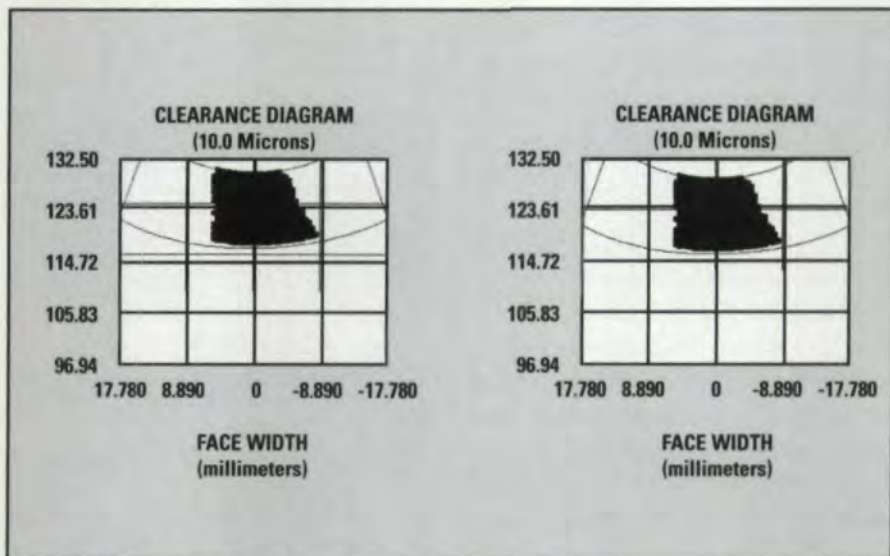 CLEARANCE DIAGRAM
(10.0 Microns)
132.50
123.61
114.72
105.83
96.94
17.780 8.890 0 -8.890 -17.780
FACE WIDTH
(millimeters)
CLEARANCE DIAGRAM
(10.0 Microns)
132.50
123.61
114.72
105.83
96.94
17.780 8.890 0 -8.890 -17.780
FACE WIDTH
(millimeters)